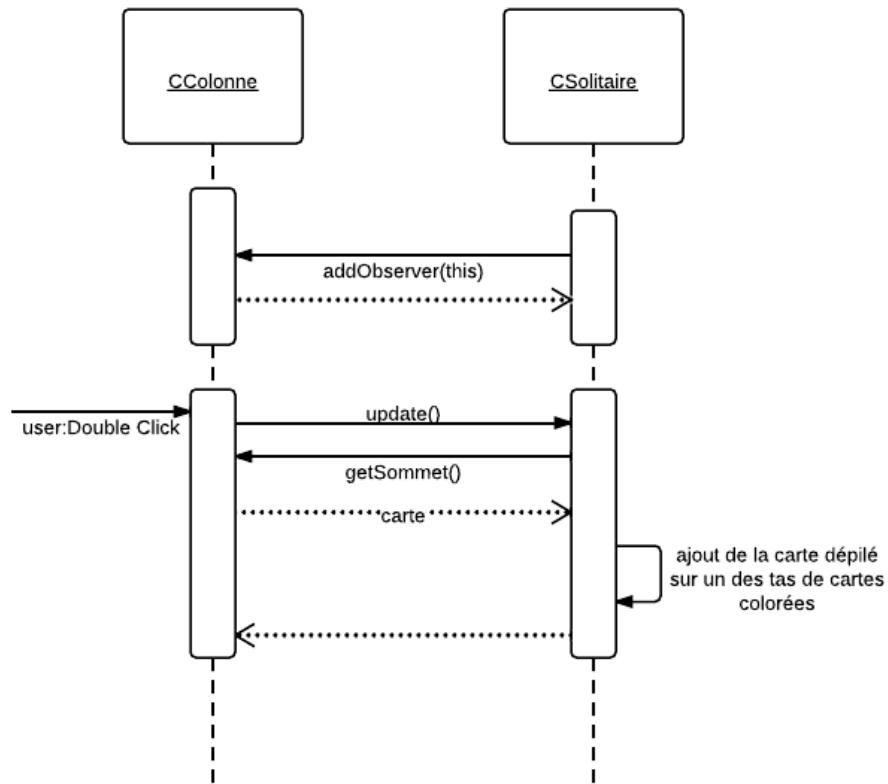 CColonne
CSolitaire
addObserver(this)
user:Double Click
update()
getSommet()
carte
ajout de la carte dépilé
sur un des tas de cartes
colorées